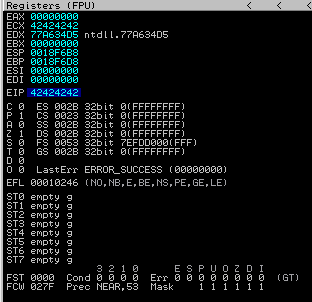 Registers (FPU) < < <
EAX 00000000
ECX 42424242
EDX 77A634D5 ntdll.77A634D5
EBX 00000000
ESP 0018F6B8
EBP 0018F6D8
ESI 00000000
EDI 00000000
EIP 42424242
C 0 ES 002B 32bit 0(FFFFFFFF)
P 1 CS 0023 32bit 0(FFFFFFFF)
A 0 SS 002B 32bit 0(FFFFFFFF)
Z 1 DS 002B 32bit 0(FFFFFFFF)
S 0 FS 0053 32bit 7EFDD000(FFF)
T 0 GS 002B 32bit 0(FFFFFFFF)
D 0
O 0 LastErr ERROR_SUCCESS (00000000)
EFL 00010246 (NO,NB,E,BE,NS,PE,GE,LE)
ST0 empty g
ST1 empty g
ST2 empty g
ST3 empty g
ST4 empty g
ST5 empty g
ST6 empty g
ST7 empty g
3 2 1 0 E S P U O Z D I
FST 0000 Cond 0 0 0 0 Err 0 0 0 0 0 0 0 0 (GT)
FCW 027F Prec NEAR,53 Mask 1 1 1 1 1 1